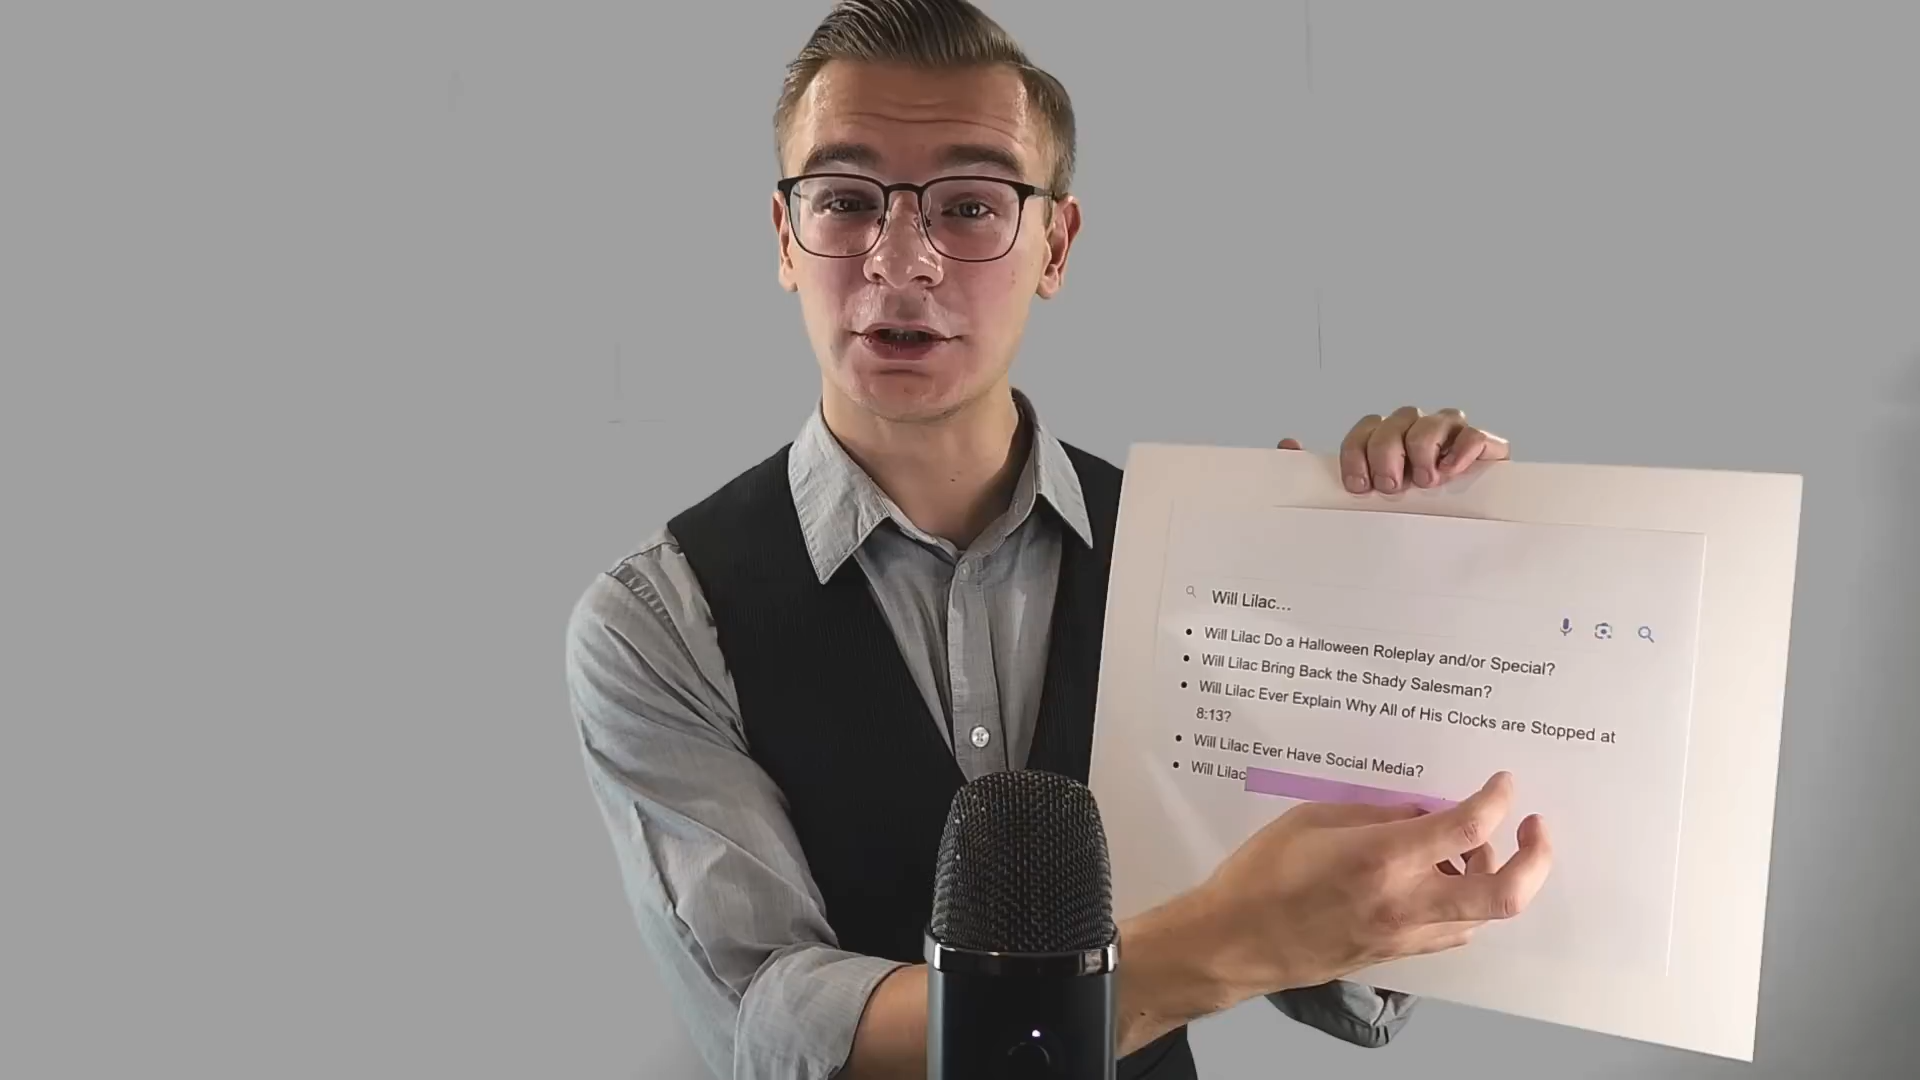 Will Lilac...
Will Lilac Do a Halloween Roleplay and/or Special?
Will Lilac Bring Back the Shady Salesman?
Will Lilac Ever Explain Why All of His Clocks are Stopped at
8:13?
Will Lilac Ever Have Social Media?
Will Lilac